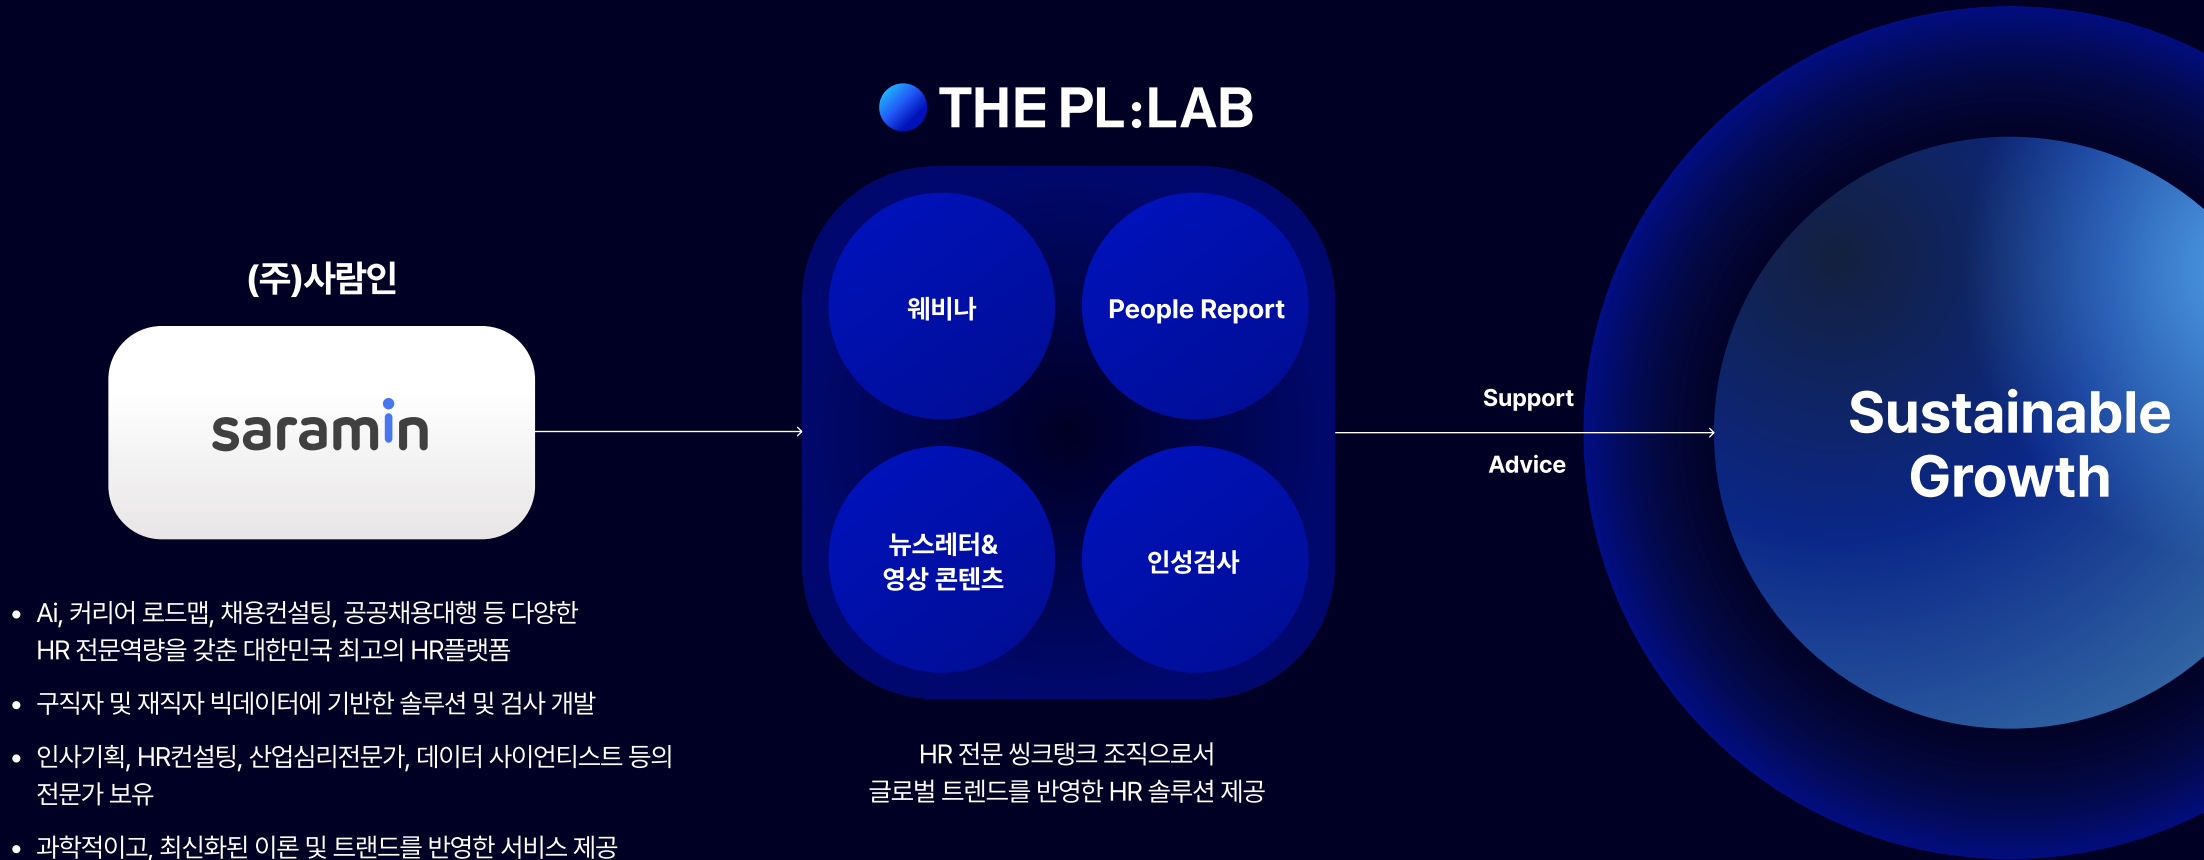 (주)사람인
saramin
• Ai, 커리어 로드맵, 채용컨설팅, 공공채용대행 등 다양한
HR 전문역량을 갖춘 대한민국 최고의 HR플랫폼
• 구직자 및 재직자 빅데이터에 기반한 솔루션 및 검사 개발
• 인사기획, HR컨설팅, 산업심리전문가, 데이터 사이언티스트 등의
전문가 보유
• 과학적이고, 최신화된 이론 및 트랜드를 반영한 서비스 제공
THE PL:LAB
웨비나
People Report
뉴스레터&
영상 콘텐츠
인성검사
HR 전문 씽크탱크 조직으로서
글로벌 트렌드를 반영한 HR 솔루션 제공
Support
Advice
Sustainable
Growth